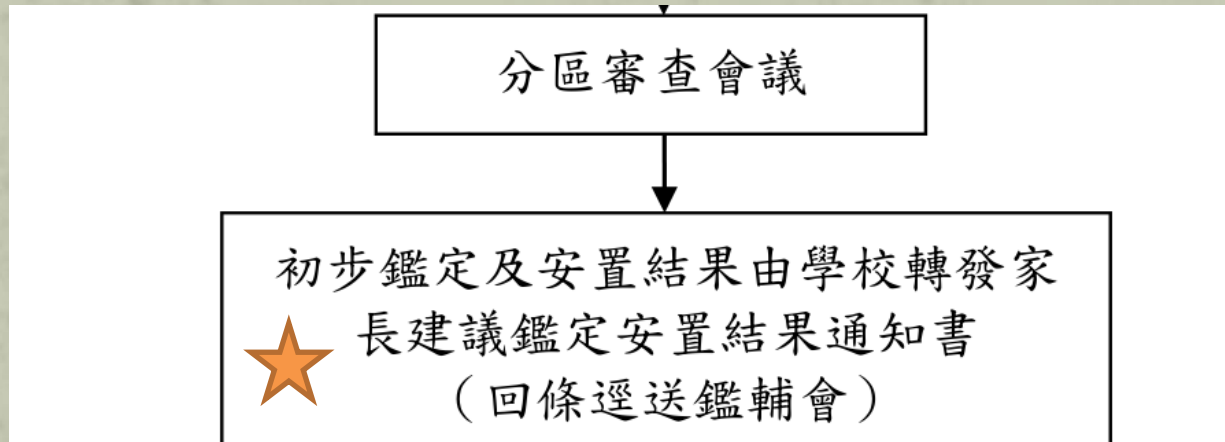 分區審查會議
初步鑑定及安置結果由學校轉發家
長建議鑑定安置結果通知書
（回條逕送鑑輔會）